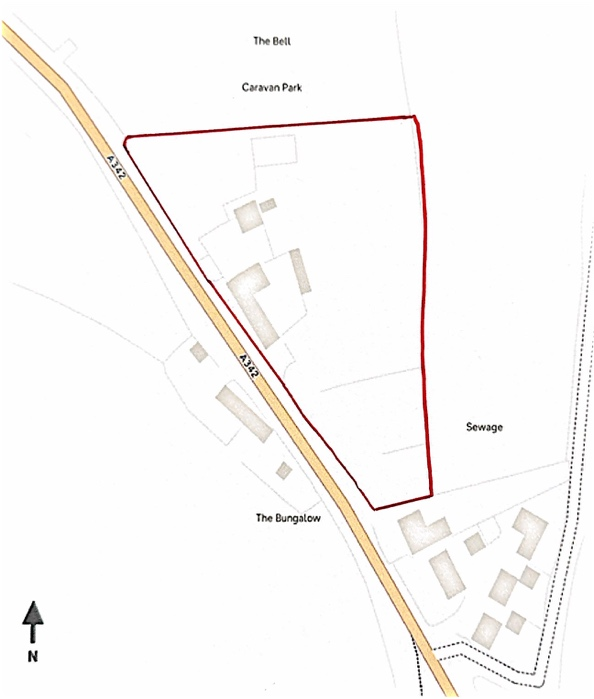 The Bell
Caravan Park
A342
A342
Sewage
The Bungalow
N